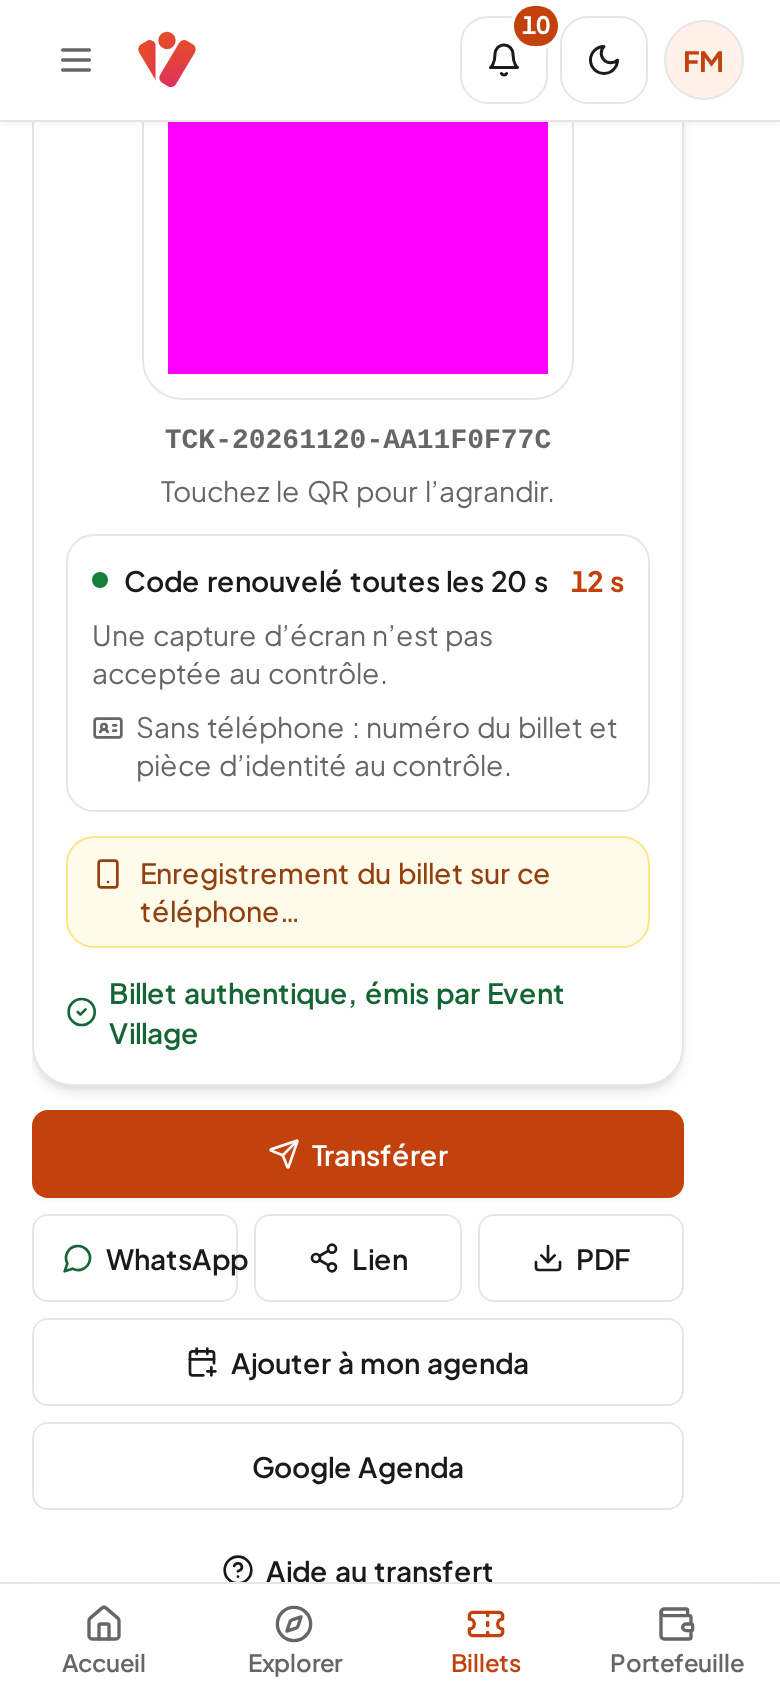 10
FM
TCK-20261120-AA11F0F77C
Touchez le QR pour l’agrandir.
Code renouvelé toutes les 20 s 12 s
Une capture d’écran n’est pas
acceptée au contrôle.
Sans téléphone : numéro du billet et
pièce d’identité au contrôle.
Enregistrement du billet sur ce
téléphone…
Billet authentique, émis par Event
Village
Transférer
WhatsApp Lien PDF
Ajouter à mon agenda
Google Agenda
Aide au transfert
Accueil Explorer Billets Portefeuille